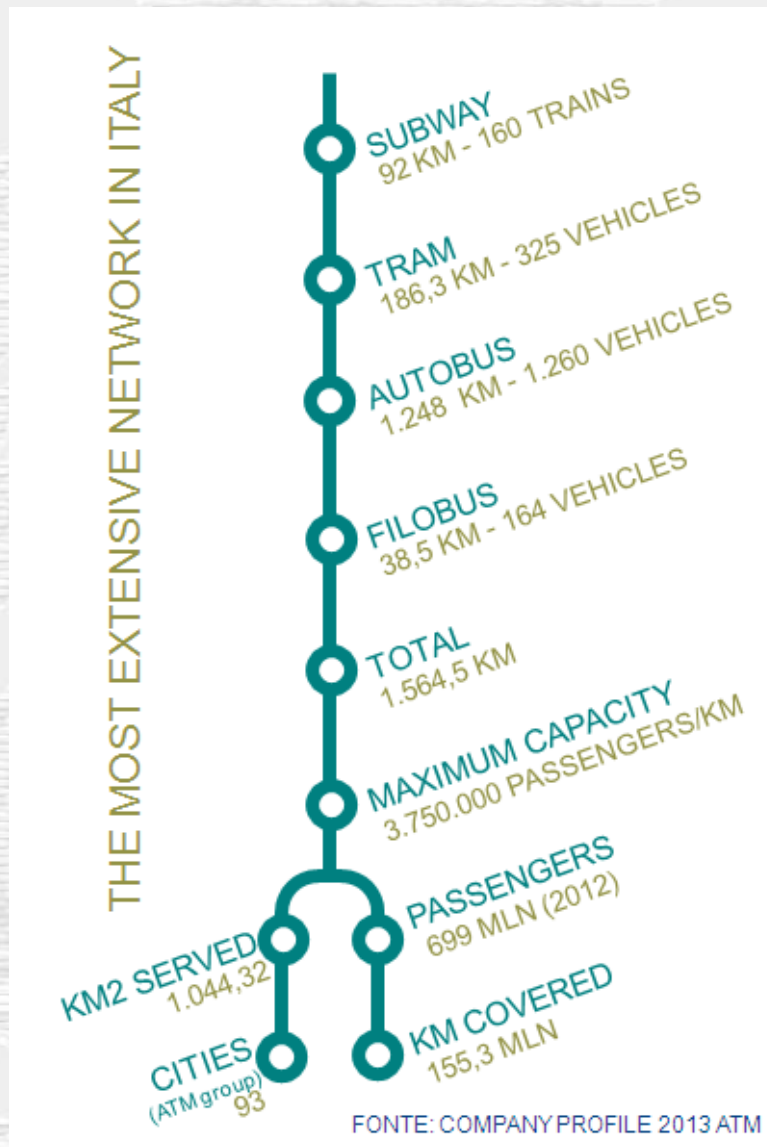 THE MOST EXTENSIVE NETWORK IN ITALY
SUBWAY
92 KM - 160 TRAINS
TRAM
186,3 KM - 325 VEHICLES
AUTOBUS
1.248 KM - 1.260 VEHICLES
FILOBUS
38,5 KM - 164 VEHICLES
TOTAL
1.564,5 KM
MAXIMUM CAPACITY
3.750.000 PASSENGERS/KM
PASSENGERS
699 MLN (2012)
KM2 SERVED
1.044,32
KM COVERED
155,3 MLN
CITIES
(ATM group)
93
FONTE: COMPANY PROFILE 2013 ATM